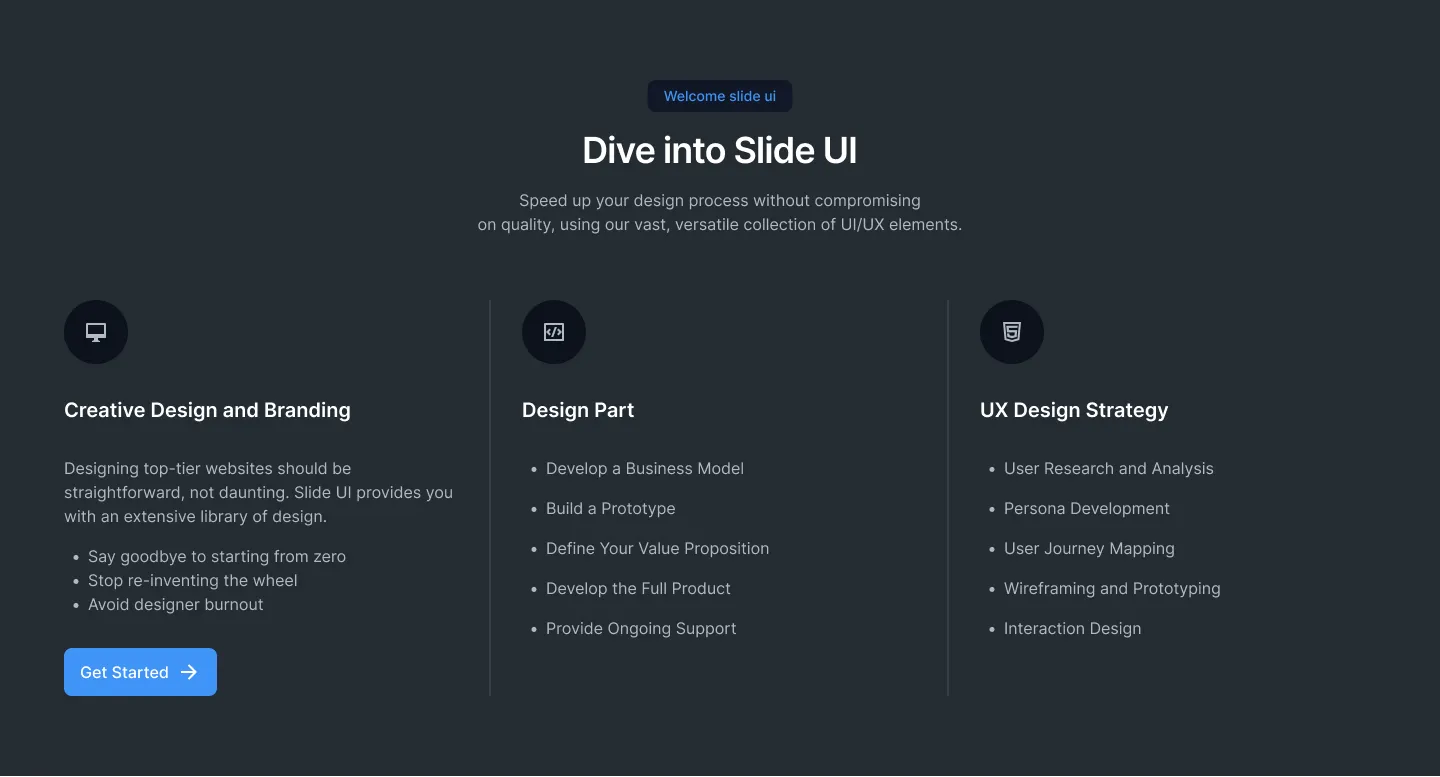 Welcome slide ui
Dive into Slide UI
Speed up your design process without compromising
on quality, using our vast, versatile collection of UI/UX elements.
Creative Design and Branding
Designing top-tier websites should be
straightforward, not daunting. Slide UI provides you
with an extensive library of design.
• Say goodbye to starting from zero
• Stop re-inventing the wheel
• Avoid designer burnout
Get Started
Design Part
• Develop a Business Model
• Build a Prototype
• Define Your Value Proposition
• Develop the Full Product
• Provide Ongoing Support
UX Design Strategy
• User Research and Analysis
• Persona Development
• User Journey Mapping
• Wireframing and Prototyping
• Interaction Design